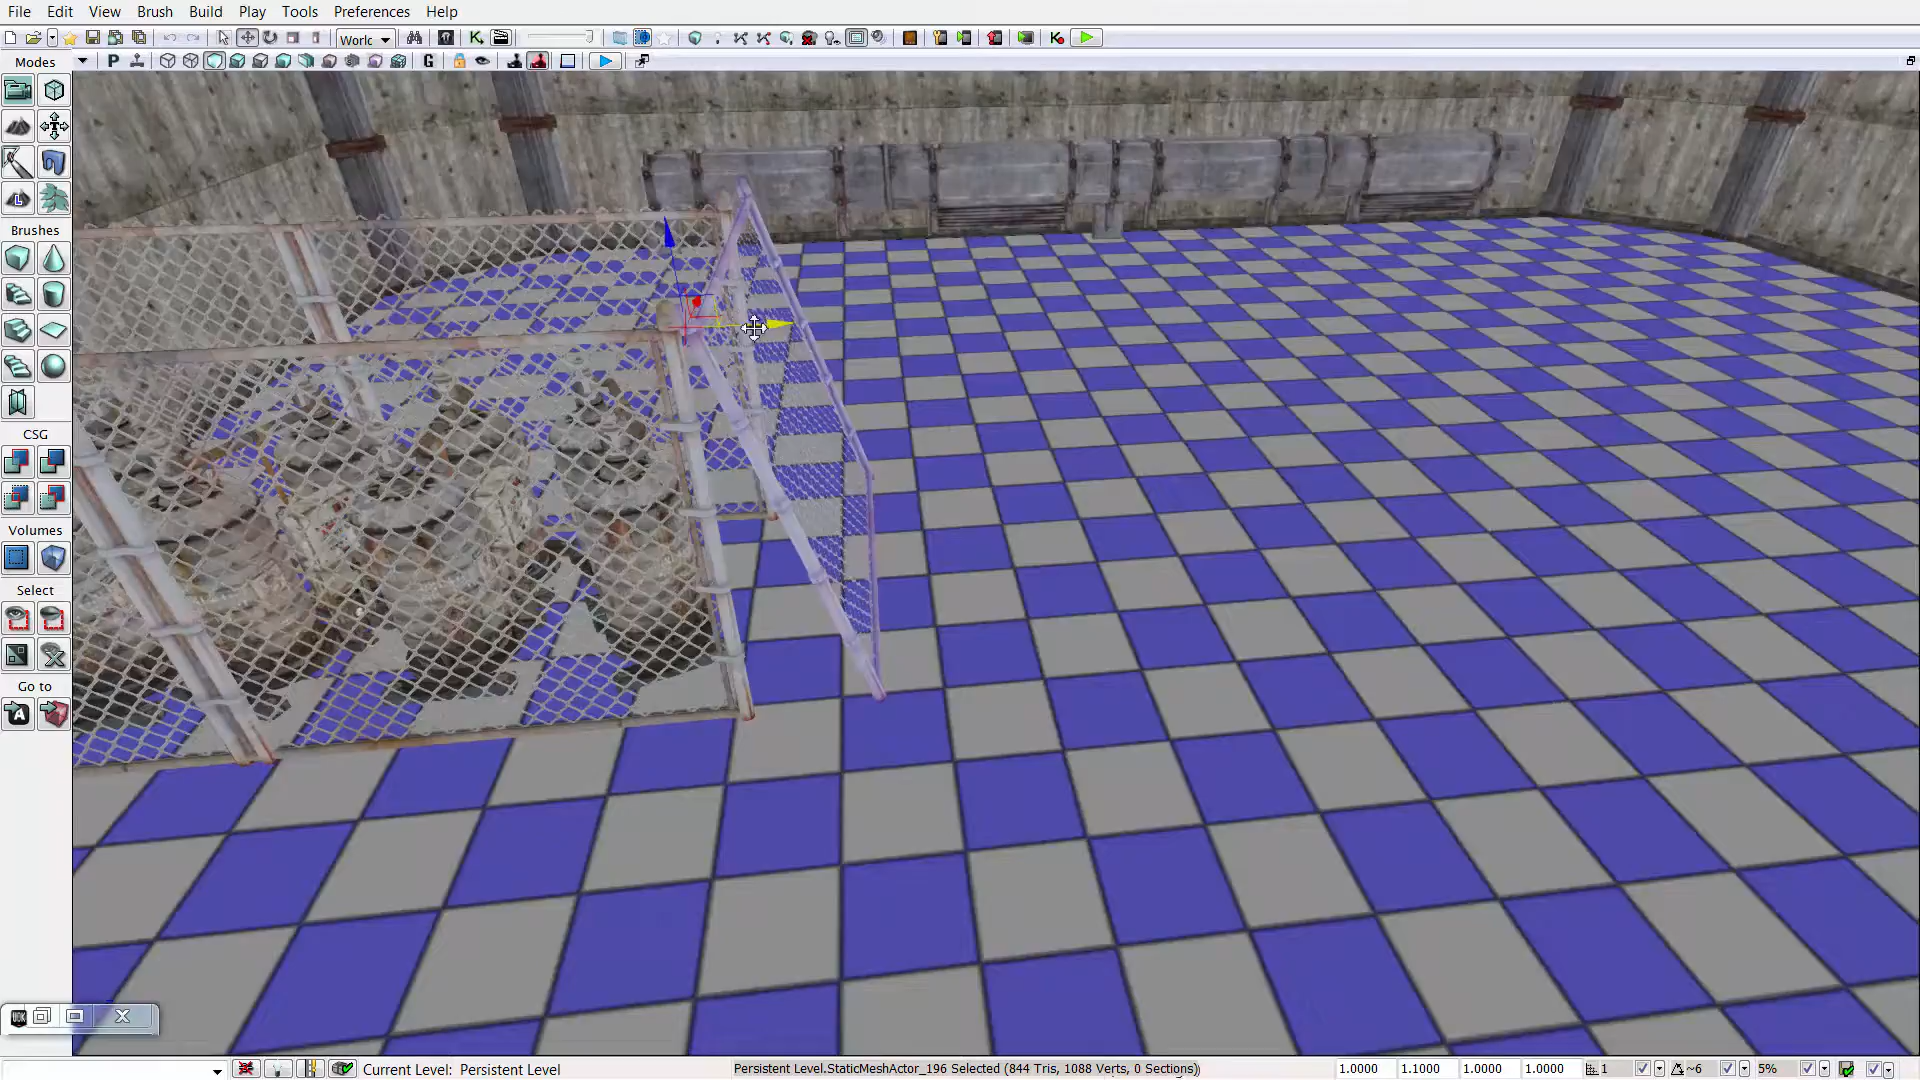 File Edit View Brush Build Play Tools Preferences Help
Worlc
P G
Modes
L
Brushes
CSG
Volumes
Select
Go to
A
Current Level: Persistent Level
Persistent Level.StaticMeshActor_196 Selected (844 Tris, 1088 Verts, 0 Sections)
1.0000 1.1000 1.0000 1.0000 1 ~6 5%